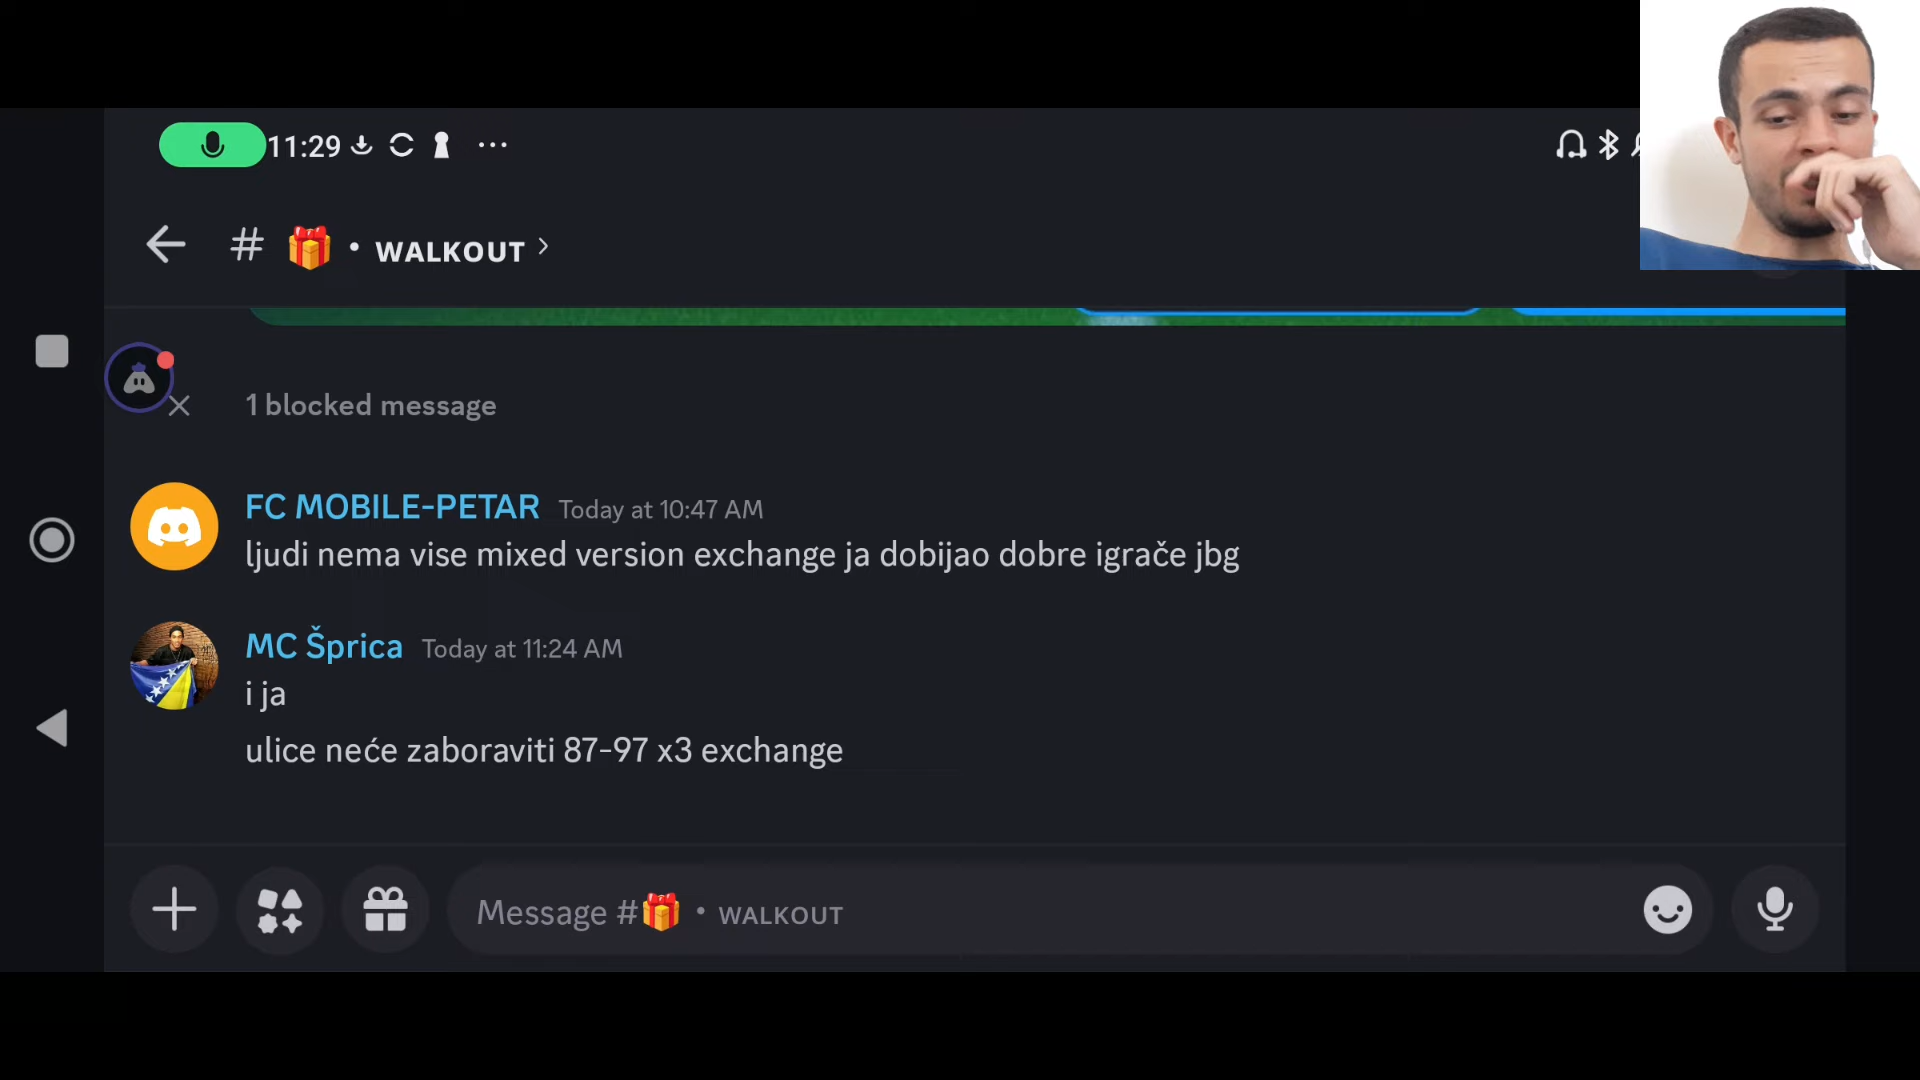 11:29
# 🎁 • WALKOUT
1 blocked message
FC MOBILE-PETAR Today at 10:47 AM
ljudi nema vise mixed version exchange ja dobijao dobre igrače jbg
MC Šprica Today at 11:24 AM
i ja
ulice neće zaboraviti 87-97 x3 exchange
Message #🎁 • WALKOUT